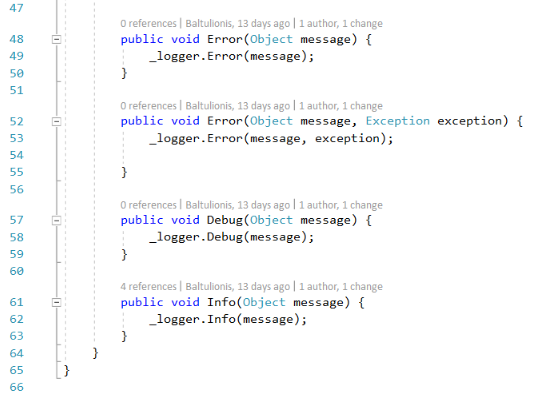 47
0 references | Baltulionis, 13 days ago | 1 author, 1 change
48 public void Error(Object message) {
49 _logger.Error(message);
50 }
51
0 references | Baltulionis, 13 days ago | 1 author, 1 change
52 public void Error(Object message, Exception exception) {
53 _logger.Error(message, exception);
54
55 }
56
0 references | Baltulionis, 13 days ago | 1 author, 1 change
57 public void Debug(Object message) {
58 _logger.Debug(message);
59 }
60
4 references | Baltulionis, 13 days ago | 1 author, 1 change
61 public void Info(Object message) {
62 _logger.Info(message);
63 }
64 }
65 }
66